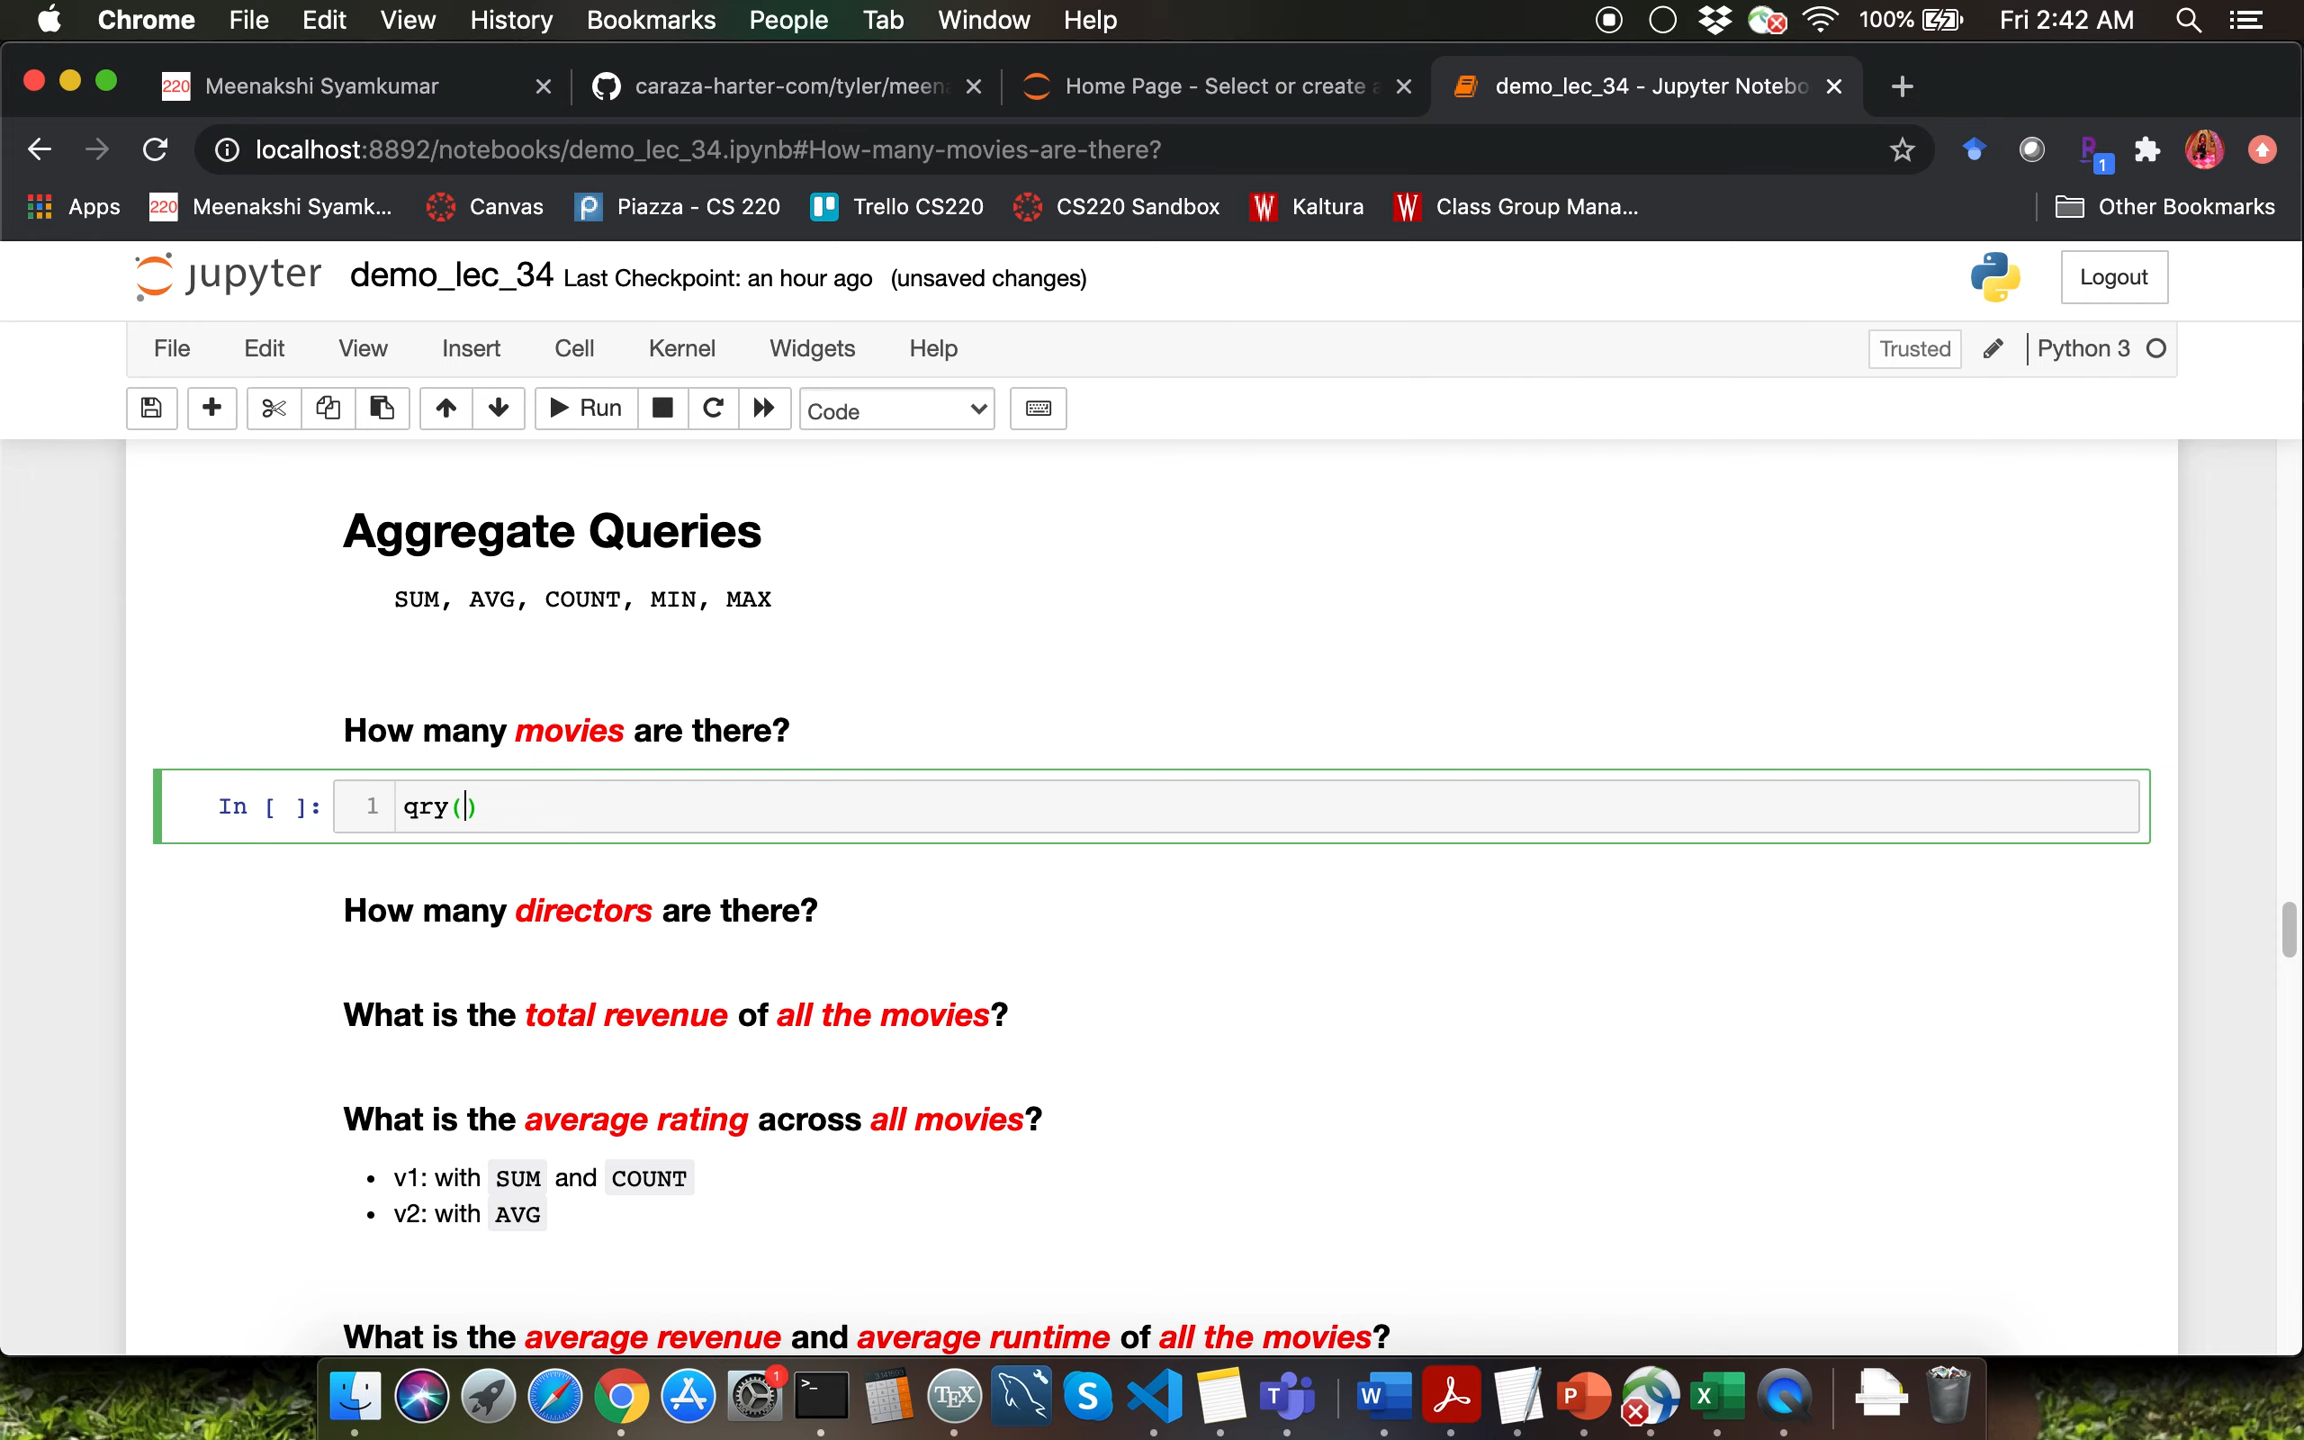 Chrome File Edit View History Bookmarks People Tab Window Help 100% Fri 2:42 AM
220 Meenakshi Syamkumar caraza-harter-com/tyler/meen Home Page - Select or create a demo_lec_34 - Jupyter Notebo
localhost:8892/notebooks/demo_lec_34.ipynb#How-many-movies-are-there? 1
Apps 220 Meenakshi Syamk... Canvas Piazza - CS 220 Trello CS220 CS220 Sandbox Kaltura Class Group Mana... Other Bookmarks
jupyter demo_lec_34 Last Checkpoint: an hour ago (unsaved changes) Logout
File Edit View Insert Cell Kernel Widgets Help Trusted Python 3
Run Code
Aggregate Queries
SUM, AVG, COUNT, MIN, MAX
How many movies are there?
In [ ]: 1 qry()
How many directors are there?
What is the total revenue of all the movies?
What is the average rating across all movies?
• v1: with SUM and COUNT
• v2: with AVG
What is the average revenue and average runtime of all the movies?
1
TEX